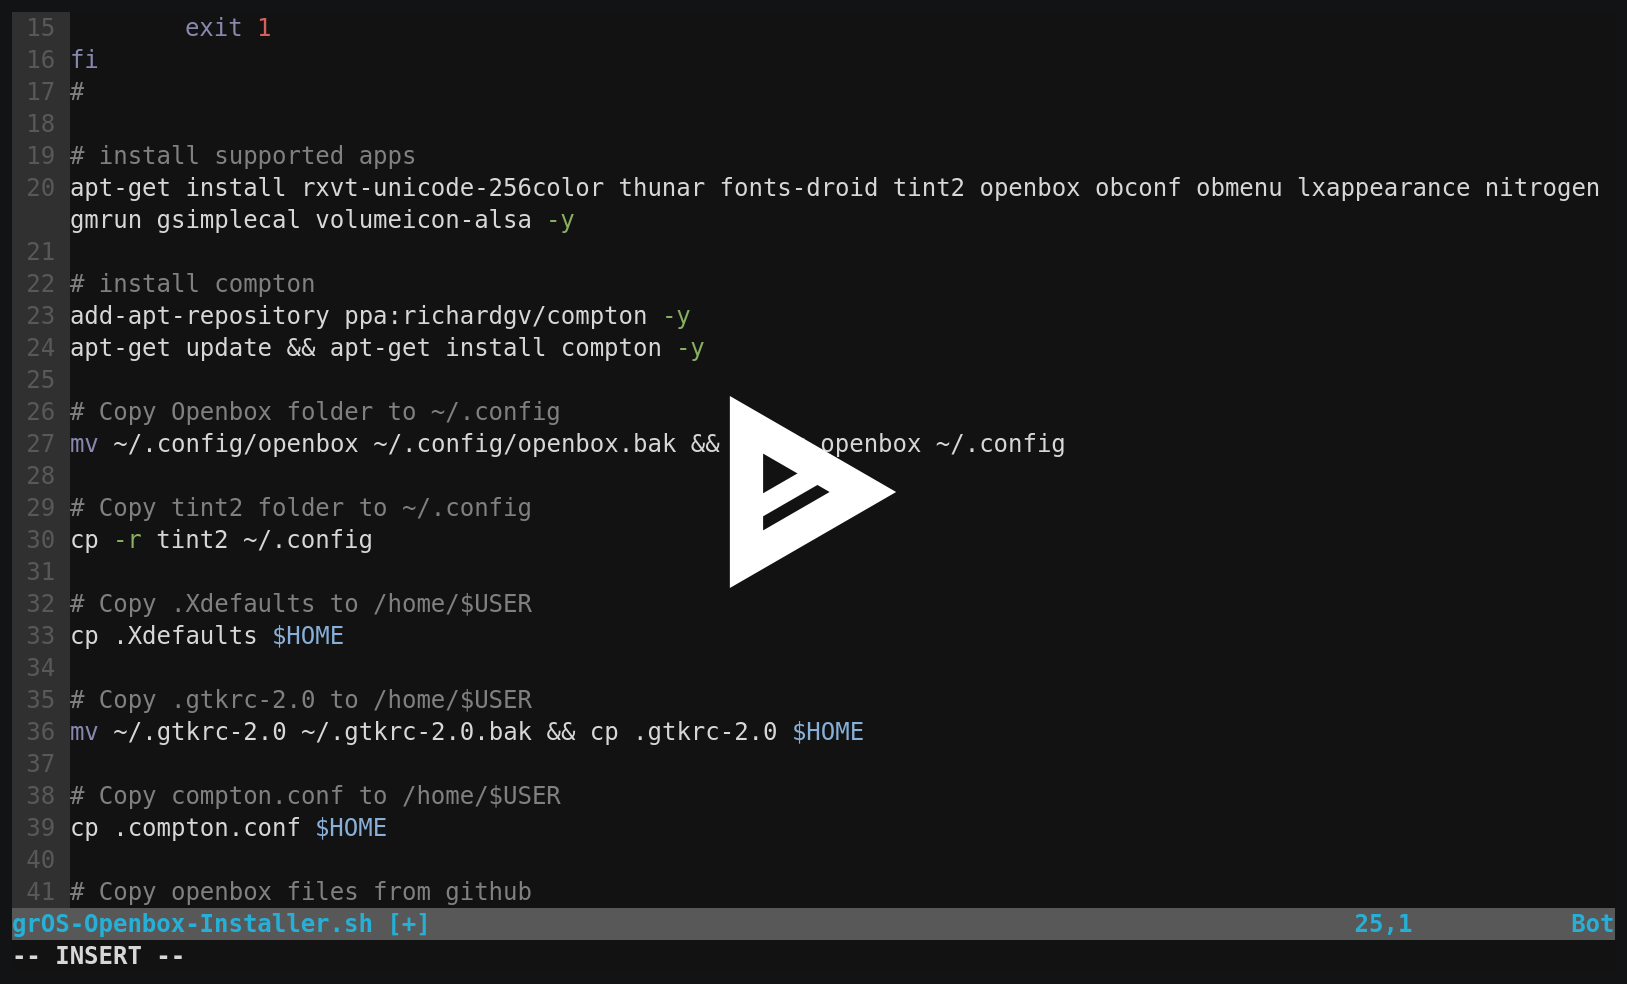 15         exit 1
16 fi
17 #
18
19 # install supported apps
20 apt-get install rxvt-unicode-256color thunar fonts-droid tint2 openbox obconf obmenu lxappearance nitrogen
gmrun gsimplecal volumeicon-alsa -y
21
22 # install compton
23 add-apt-repository ppa:richardgv/compton -y
24 apt-get update && apt-get install compton -y
25
26 # Copy Openbox folder to ~/.config
27 mv ~/.config/openbox ~/.config/openbox.bak && openbox ~/.config
28
29 # Copy tint2 folder to ~/.config
30 cp -r tint2 ~/.config
31
32 # Copy .Xdefaults to /home/$USER
33 cp .Xdefaults $HOME
34
35 # Copy .gtkrc-2.0 to /home/$USER
36 mv ~/.gtkrc-2.0 ~/.gtkrc-2.0.bak && cp .gtkrc-2.0 $HOME
37
38 # Copy compton.conf to /home/$USER
39 cp .compton.conf $HOME
40
41 # Copy openbox files from github
grOS-Openbox-Installer.sh [+] 25,1 Bot
-- INSERT --